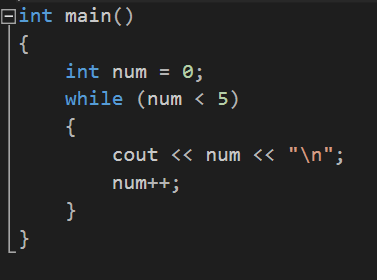 int main()
{
    int num = 0;
    while (num < 5)
    {
        cout << num << "\n";
        num++;
    }
}